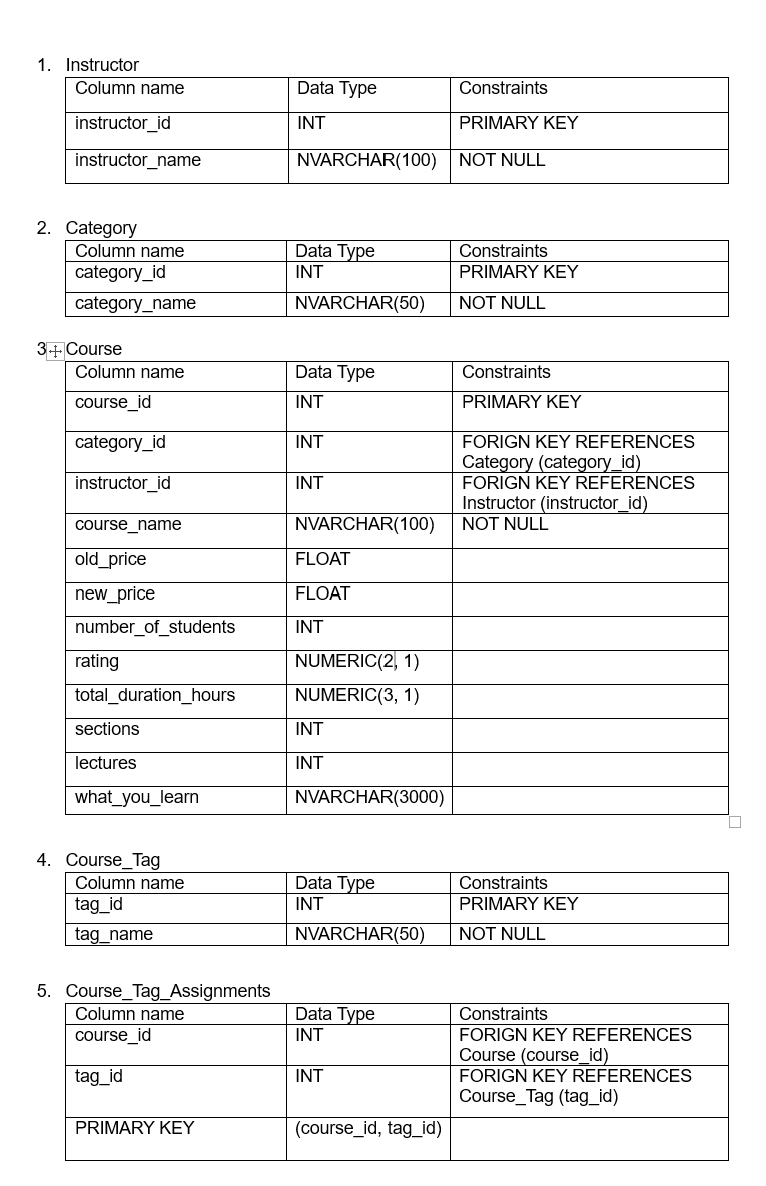 1. Instructor
Column name Data Type Constraints
instructor_id INT PRIMARY KEY
instructor_name NVARCHAR(100) NOT NULL
2. Category
Column name Data Type Constraints
category_id INT PRIMARY KEY
category_name NVARCHAR(50) NOT NULL
3 Course
Column name Data Type Constraints
course_id INT PRIMARY KEY
category_id INT FORIGN KEY REFERENCES
Category (category_id)
instructor_id INT FORIGN KEY REFERENCES
Instructor (instructor_id)
course_name NVARCHAR(100) NOT NULL
old_price FLOAT
new_price FLOAT
number_of_students INT
rating NUMERIC(2, 1)
total_duration_hours NUMERIC(3, 1)
sections INT
lectures INT
what_you_learn NVARCHAR(3000)
4. Course_Tag
Column name Data Type Constraints
tag_id INT PRIMARY KEY
tag_name NVARCHAR(50) NOT NULL
5. Course_Tag_Assignments
Column name Data Type Constraints
course_id INT FORIGN KEY REFERENCES
Course (course_id)
tag_id INT FORIGN KEY REFERENCES
Course_Tag (tag_id)
PRIMARY KEY (course_id, tag_id)